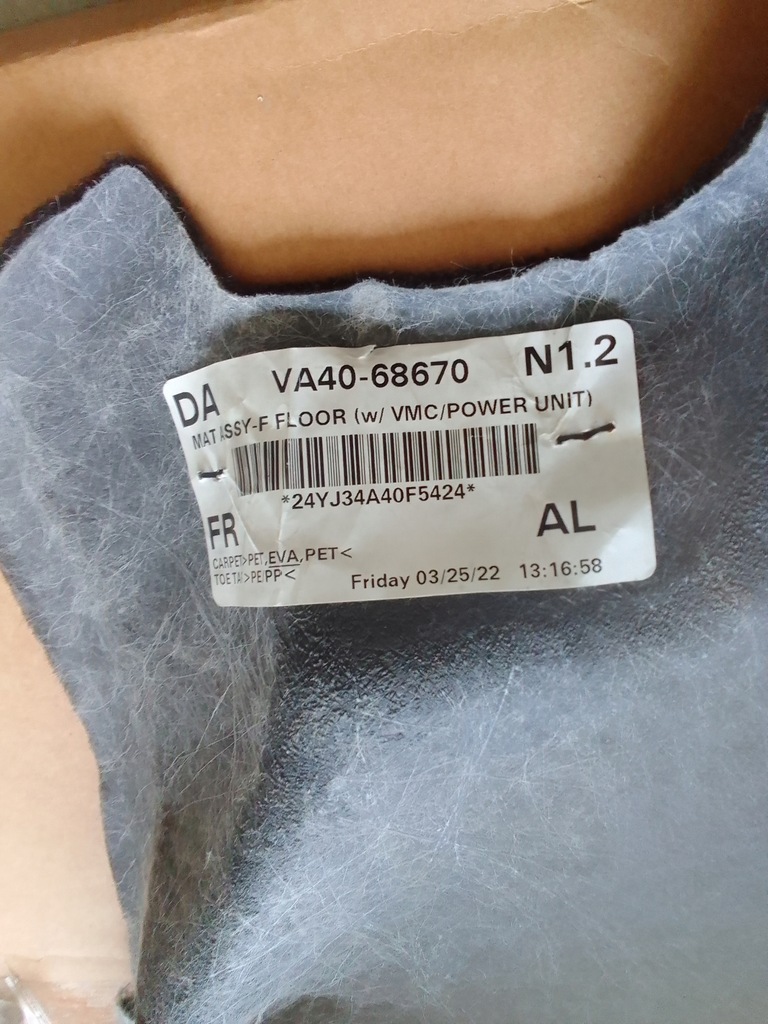 DA VA40-68670 N1.2
MAT ASSY-F FLOOR (w/ VMC/POWER UNIT)
*24YJ34A40F5424*
FR AL
CARPET>PET,EVA,PET<
>PE/PP<
Friday 03/25/22 13:16:58